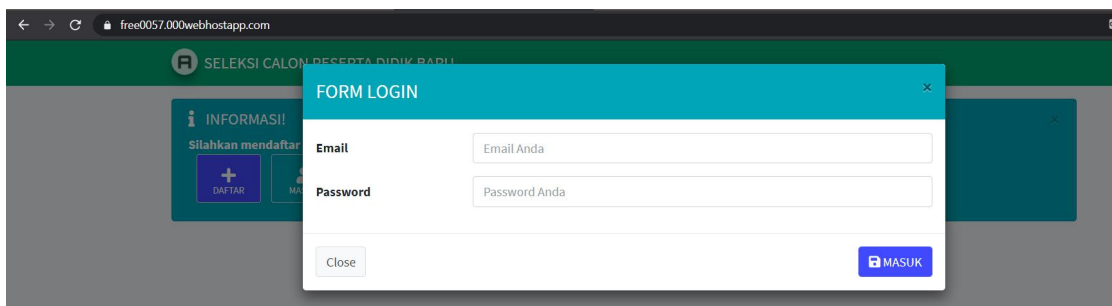 free0057.000webhostapp.com
SELEKSI CALON PESERTA DIDIK BARU
FORM LOGIN
×
INFORMASI!
×
Silahkan mendaftar
Email
Email Anda
DAFTAR
Password
Password Anda
Close
MASUK